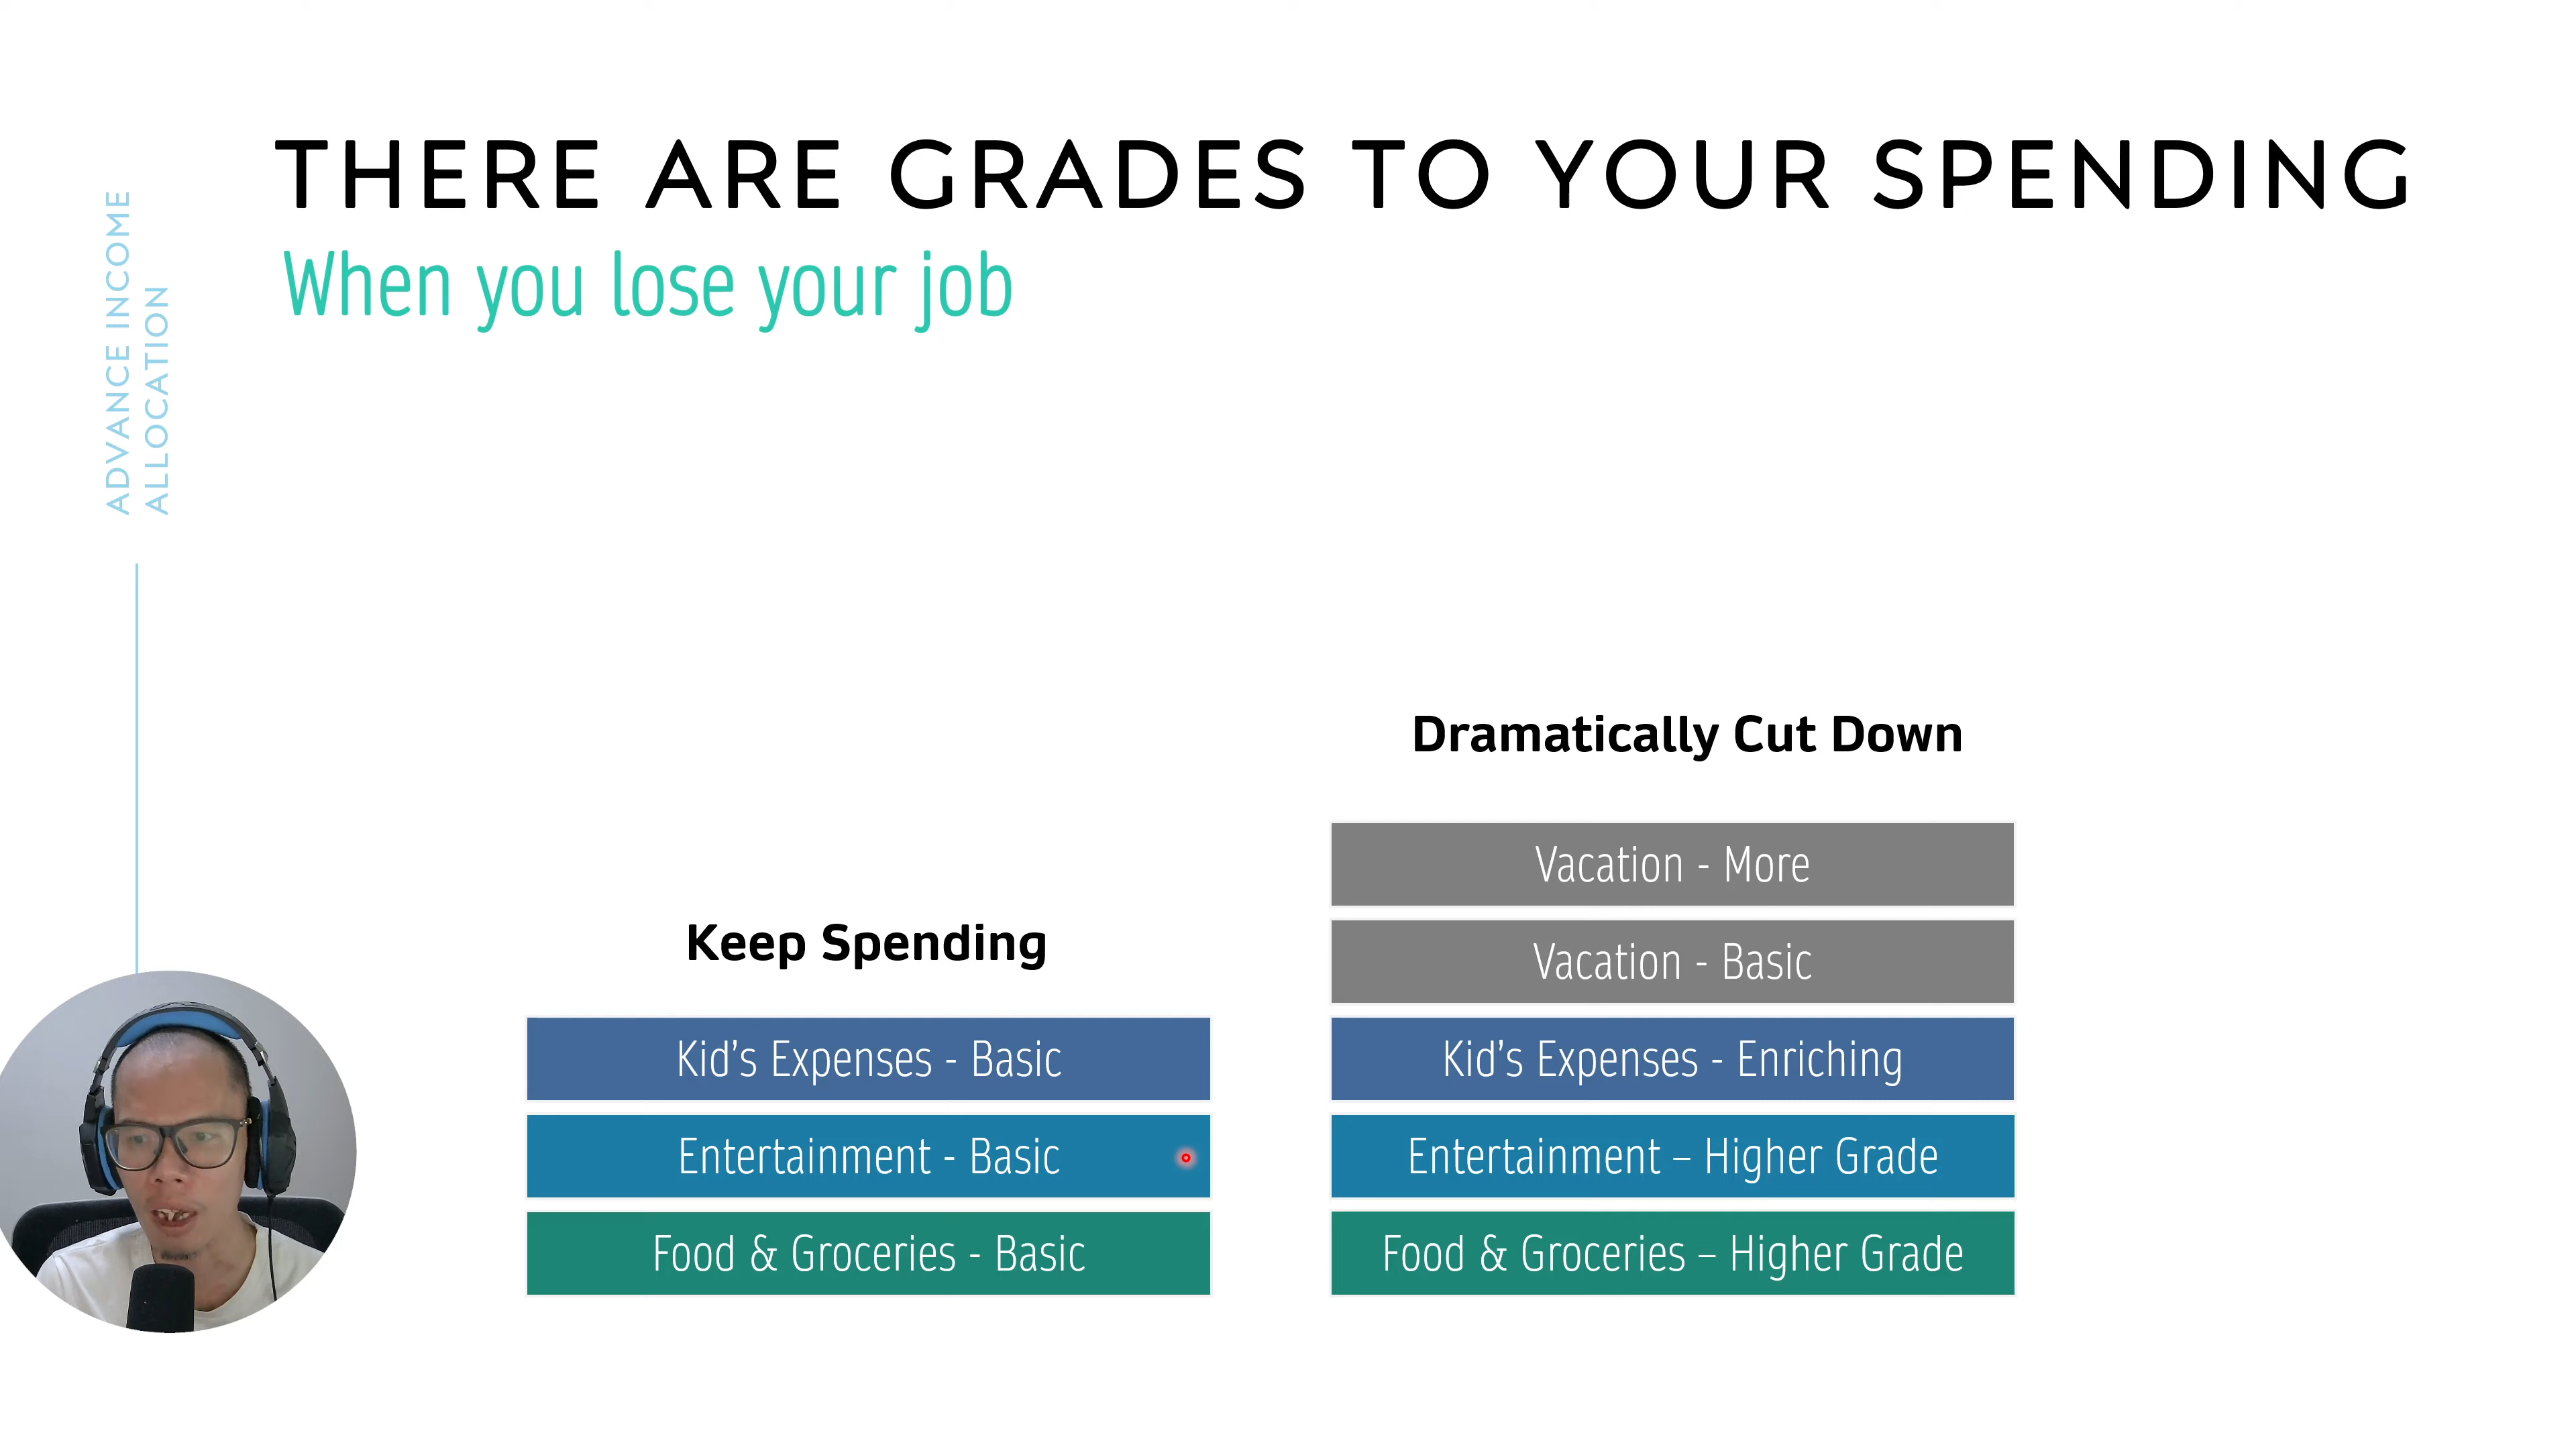 THERE ARE GRADES TO YOUR SPENDING
When you lose your job
ADVANCE INCOME
ALLOCATION
Keep Spending
Kid’s Expenses - Basic
Entertainment - Basic
Food & Groceries - Basic
Dramatically Cut Down
Vacation - More
Vacation - Basic
Kid’s Expenses - Enriching
Entertainment – Higher Grade
Food & Groceries – Higher Grade